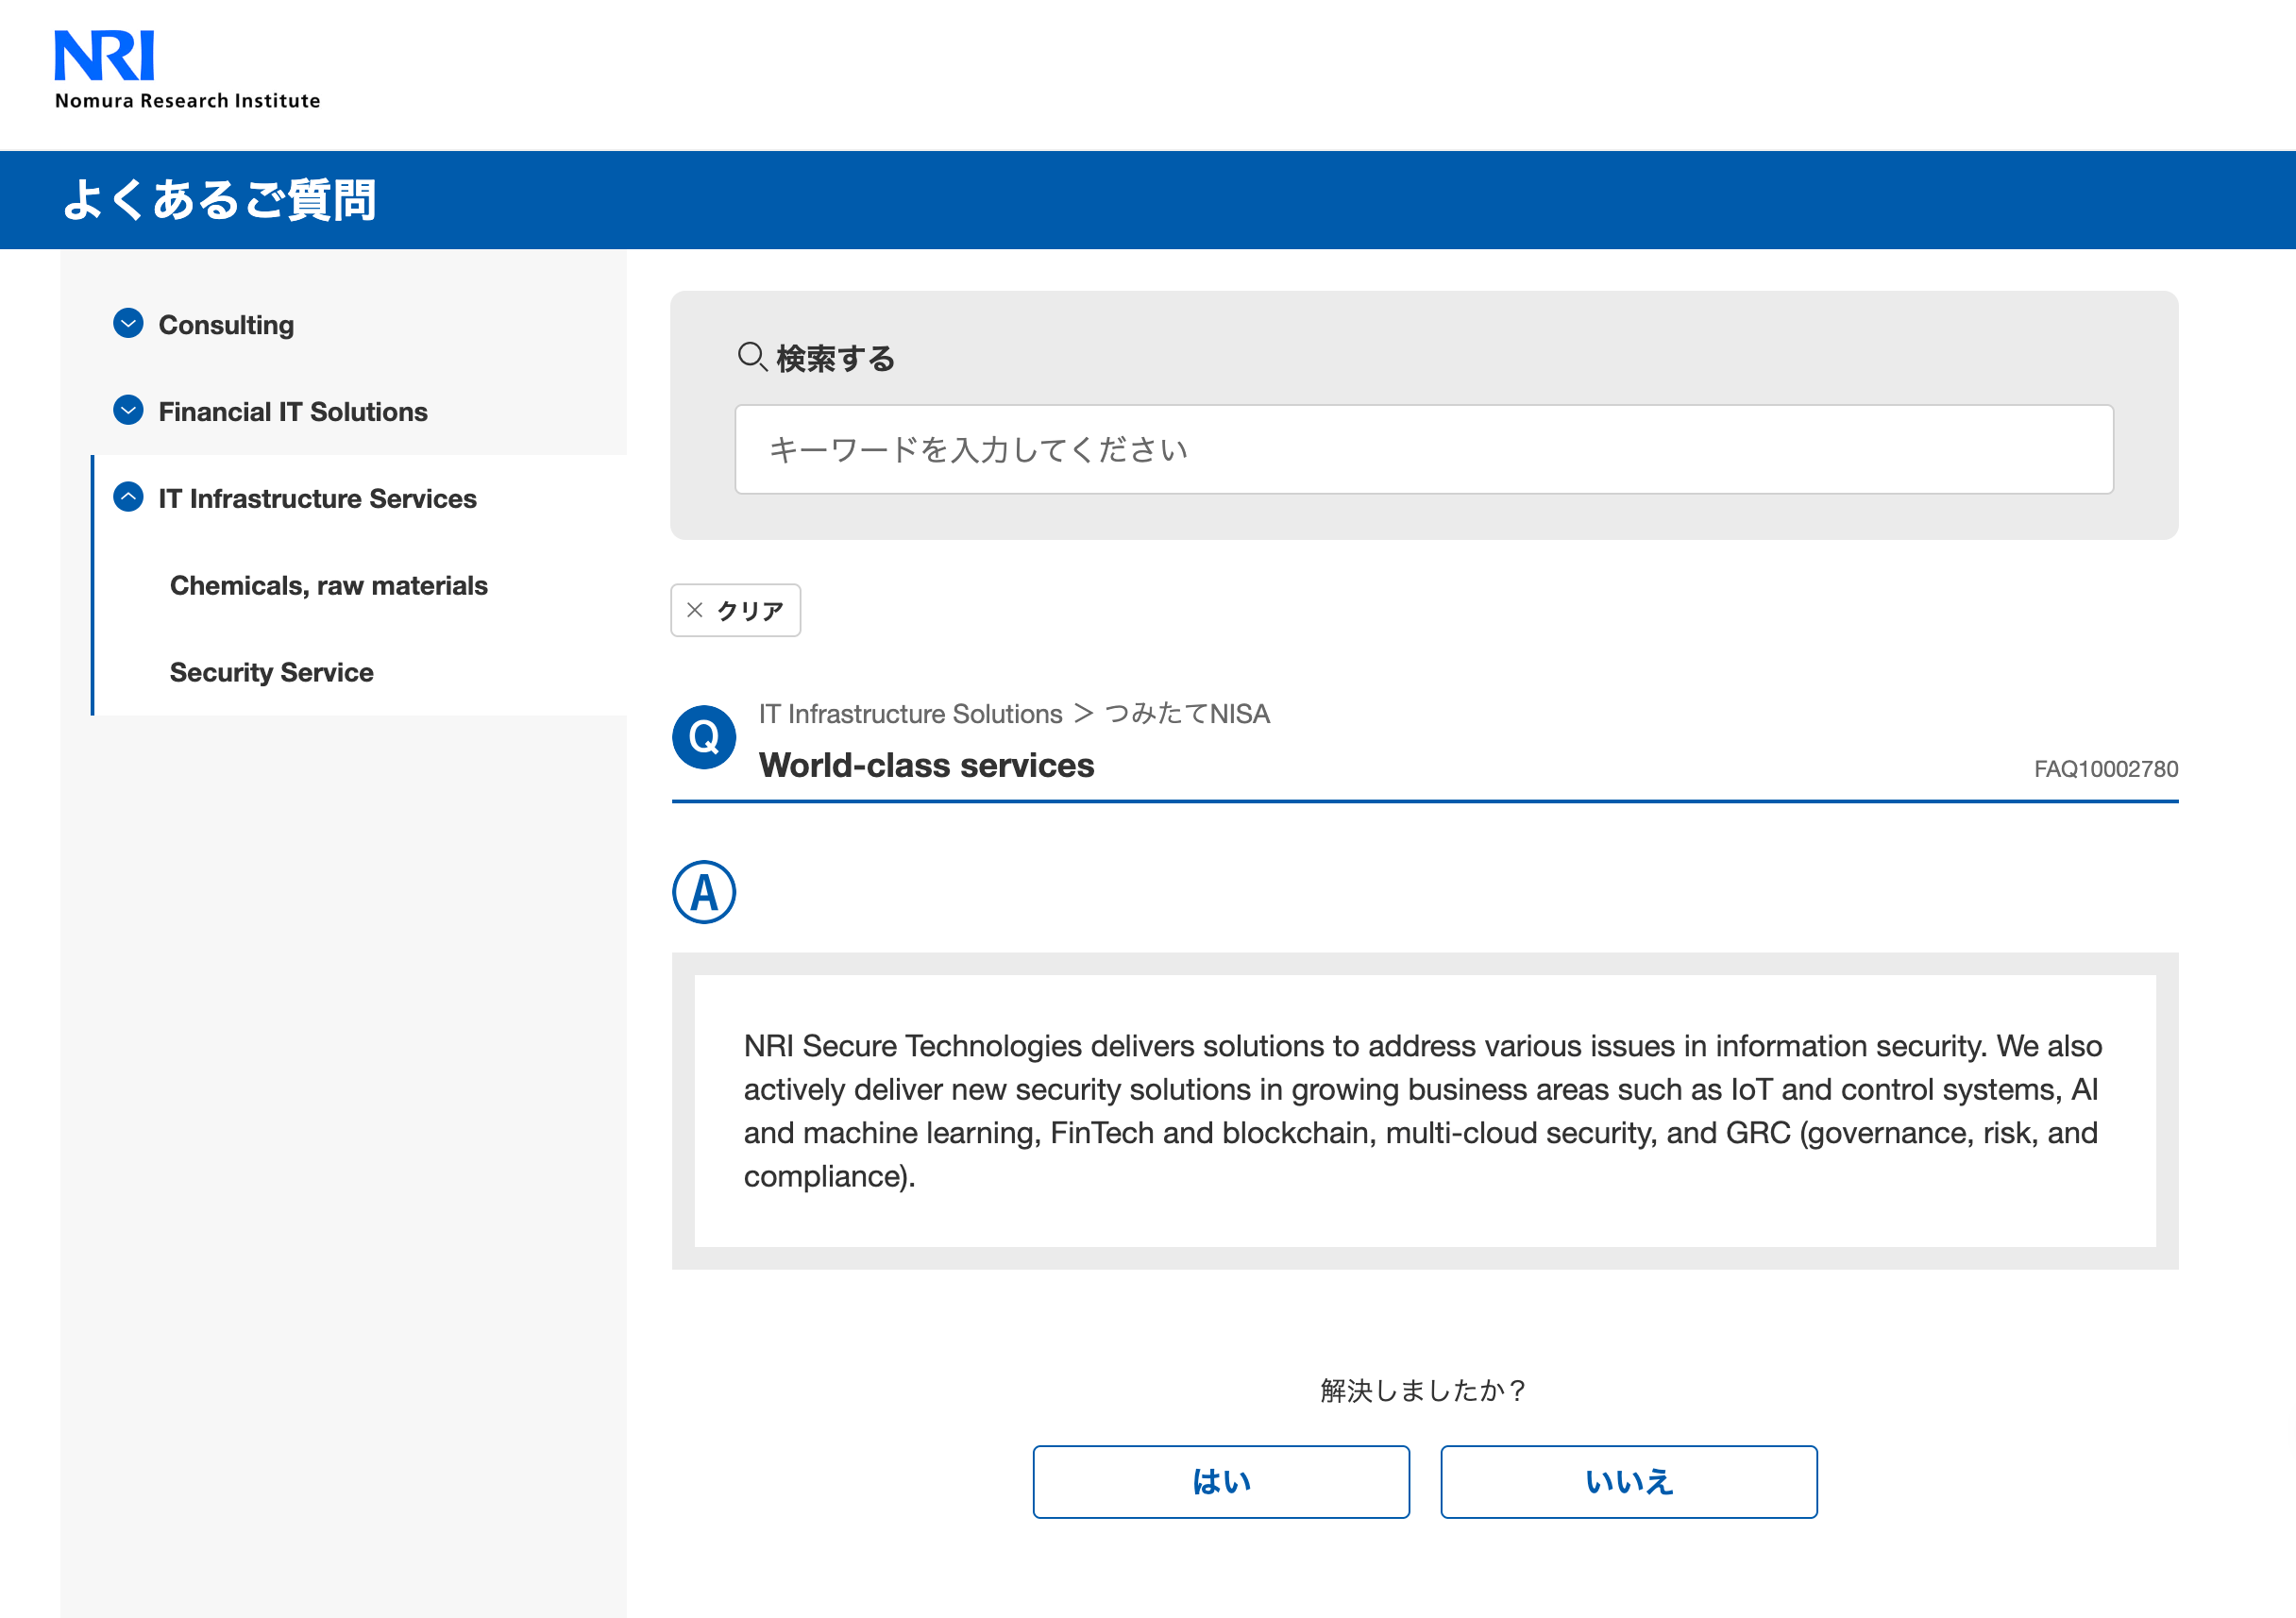 NRI
Nomura Research Institute
よくあるご質問
Consulting
Financial IT Solutions
IT Infrastructure Services
Chemicals, raw materials
Security Service
検索する
キーワードを入力してください
× クリア
Q
IT Infrastructure Solutions ＞ つみたてNISA
World-class services
FAQ10002780
A
NRI Secure Technologies delivers solutions to address various issues in information security. We also
actively deliver new security solutions in growing business areas such as IoT and control systems, AI
and machine learning, FinTech and blockchain, multi-cloud security, and GRC (governance, risk, and
compliance).
解決しましたか？
はい
いいえ